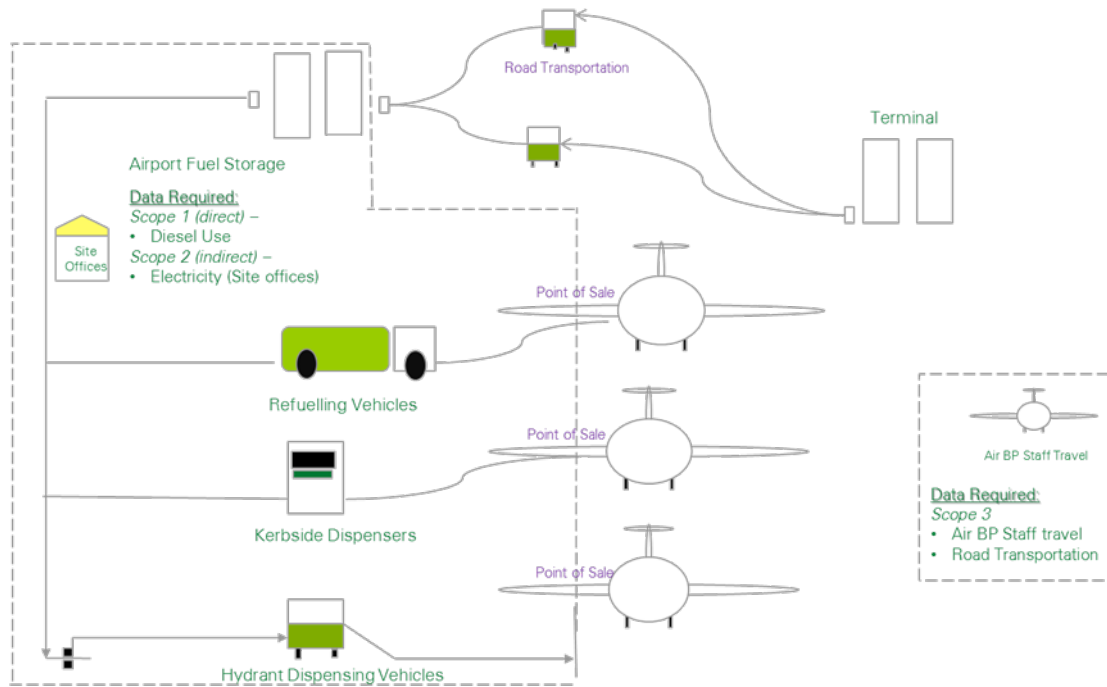 Road Transportation
Terminal
Airport Fuel Storage
Data Required:
Scope 1 (direct) –
• Diesel Use
Scope 2 (indirect) –
• Electricity (Site offices)
Site
Offices
Point of Sale
Refuelling Vehicles
Point of Sale
Kerbside Dispensers
Point of Sale
Hydrant Dispensing Vehicles
Air BP Staff Travel
Data Required:
Scope 3
• Air BP Staff travel
• Road Transportation